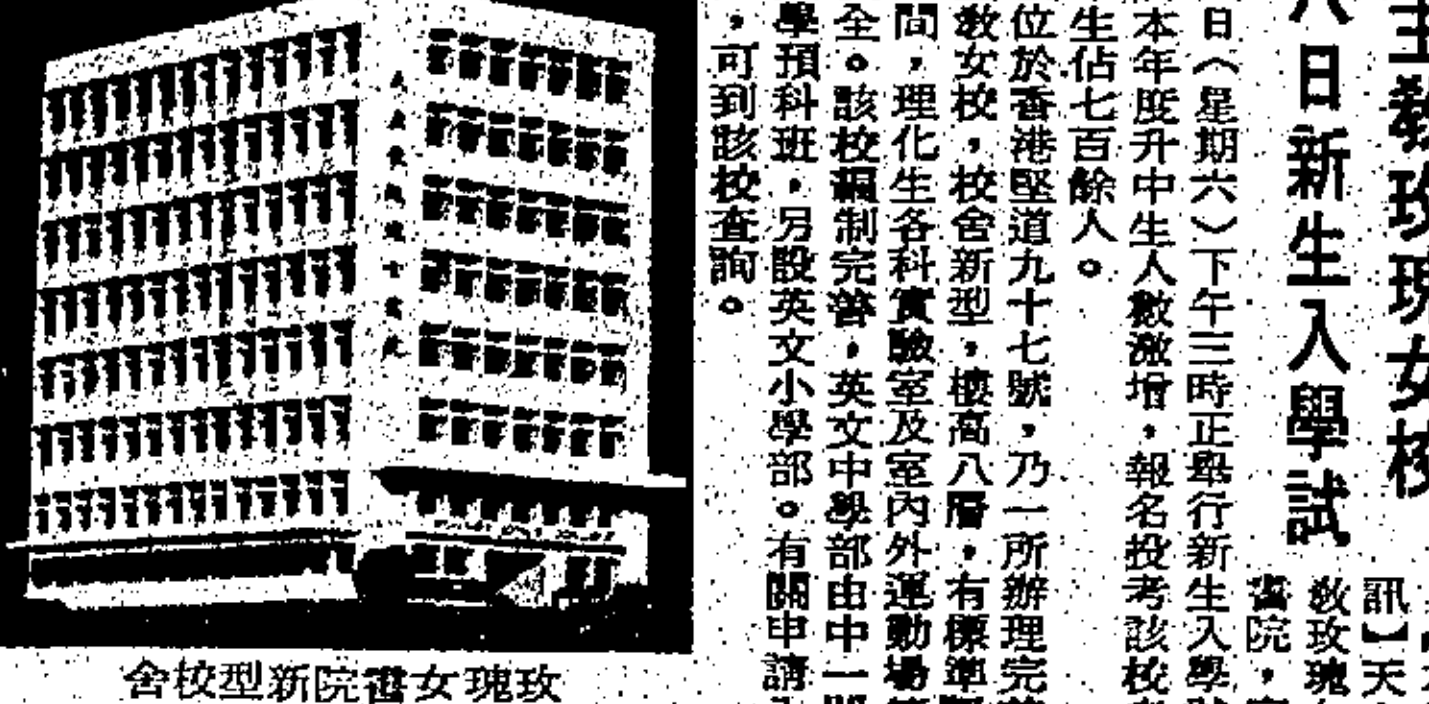 主教玫瑰女校
八日新生入學試
訊】天
教玫瑰
書院，
日（星期六）下午三時正舉行新生入學
本年度升中生人數激增，報名投考該校
生佔七百餘人。
位於香港堅道九十七號，乃一所辦理完
教女校，校舍新型，樓高八層，有標準
間，理化生各科實驗室及室內外運動場
全。該校編制完善，英文中學部由中一
學預科班，另設英文小學部。有關申請
，可到該校查詢。
玫瑰女書院新型校舍